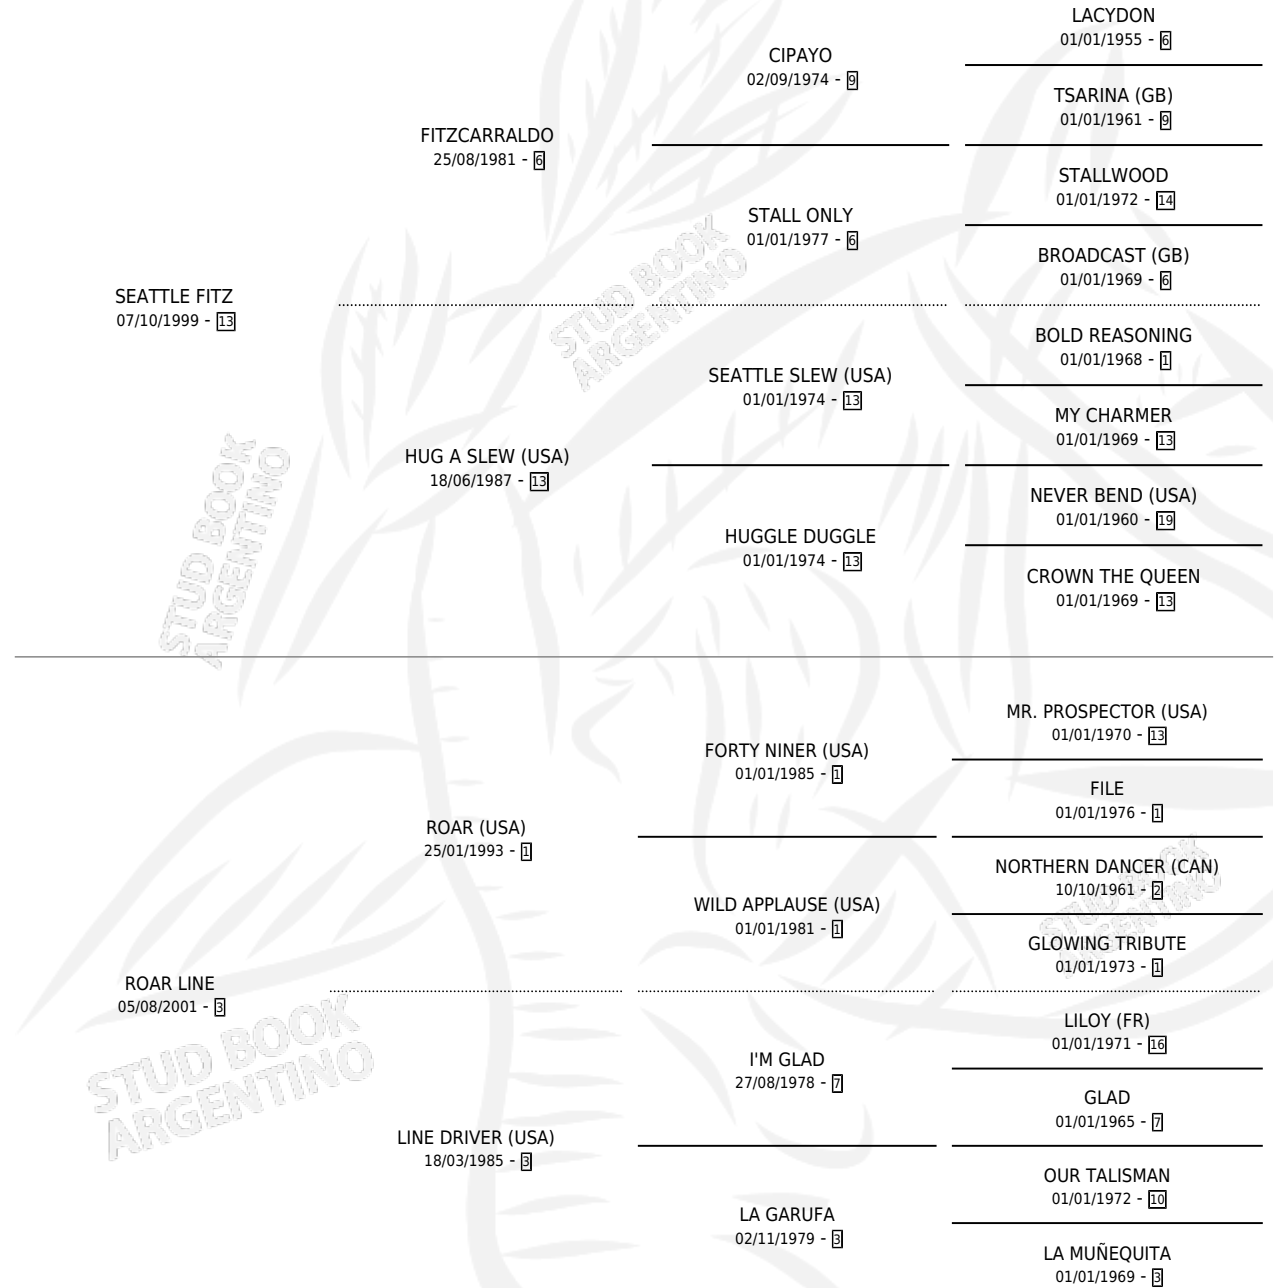 SEATTLE FITZ
07/10/1999 - 13
FITZCARRALDO
25/08/1981 - 6
CIPAYO
02/09/1974 - 9
LACYDON
01/01/1955 - 6
TSARINA (GB)
01/01/1961 - 9
STALL ONLY
01/01/1977 - 6
STALLWOOD
01/01/1972 - 14
BROADCAST (GB)
01/01/1969 - 6
HUG A SLEW (USA)
18/06/1987 - 13
SEATTLE SLEW (USA)
01/01/1974 - 13
BOLD REASONING
01/01/1968 - 1
MY CHARMER
01/01/1969 - 13
HUGGLE DUGGLE
01/01/1974 - 13
NEVER BEND (USA)
01/01/1960 - 19
CROWN THE QUEEN
01/01/1969 - 13
ROAR LINE
05/08/2001 - 3
ROAR (USA)
25/01/1993 - 1
FORTY NINER (USA)
01/01/1985 - 1
MR. PROSPECTOR (USA)
01/01/1970 - 13
FILE
01/01/1976 - 1
WILD APPLAUSE (USA)
01/01/1981 - 1
NORTHERN DANCER (CAN)
10/10/1961 - 2
GLOWING TRIBUTE
01/01/1973 - 1
LINE DRIVER (USA)
18/03/1985 - 3
I'M GLAD
27/08/1978 - 7
LILOY (FR)
01/01/1971 - 16
GLAD
01/01/1965 - 7
LA GARUFA
02/11/1979 - 3
OUR TALISMAN
01/01/1972 - 10
LA MUÑEQUITA
01/01/1969 - 3
STUD BOOK
ARGENTINO
STUD BOOK
ARGENTINO
STUD BOOK
ARGENTINO
STUD BOOK
ARGENTINO